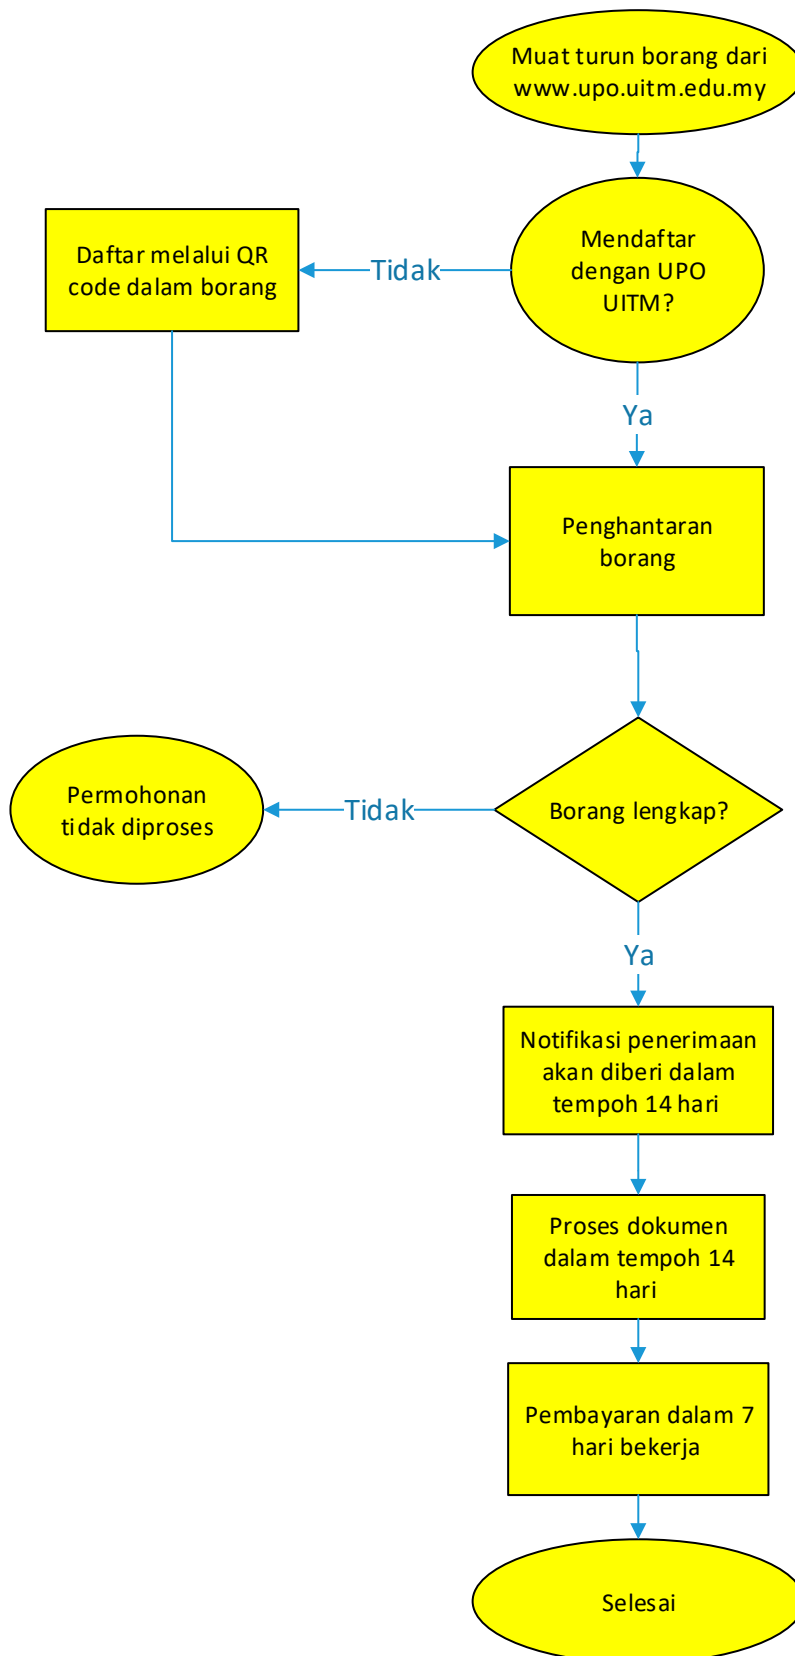 Muat turun borang dari
www.upo.uitm.edu.my
Mendaftar
dengan UPO
UITM?
Tidak
Daftar melalui QR
code dalam borang
Ya
Penghantaran
borang
Borang lengkap?
Tidak
Permohonan
tidak diproses
Ya
Notifikasi penerimaan
akan diberi dalam
tempoh 14 hari
Proses dokumen
dalam tempoh 14
hari
Pembayaran dalam 7
hari bekerja
Selesai